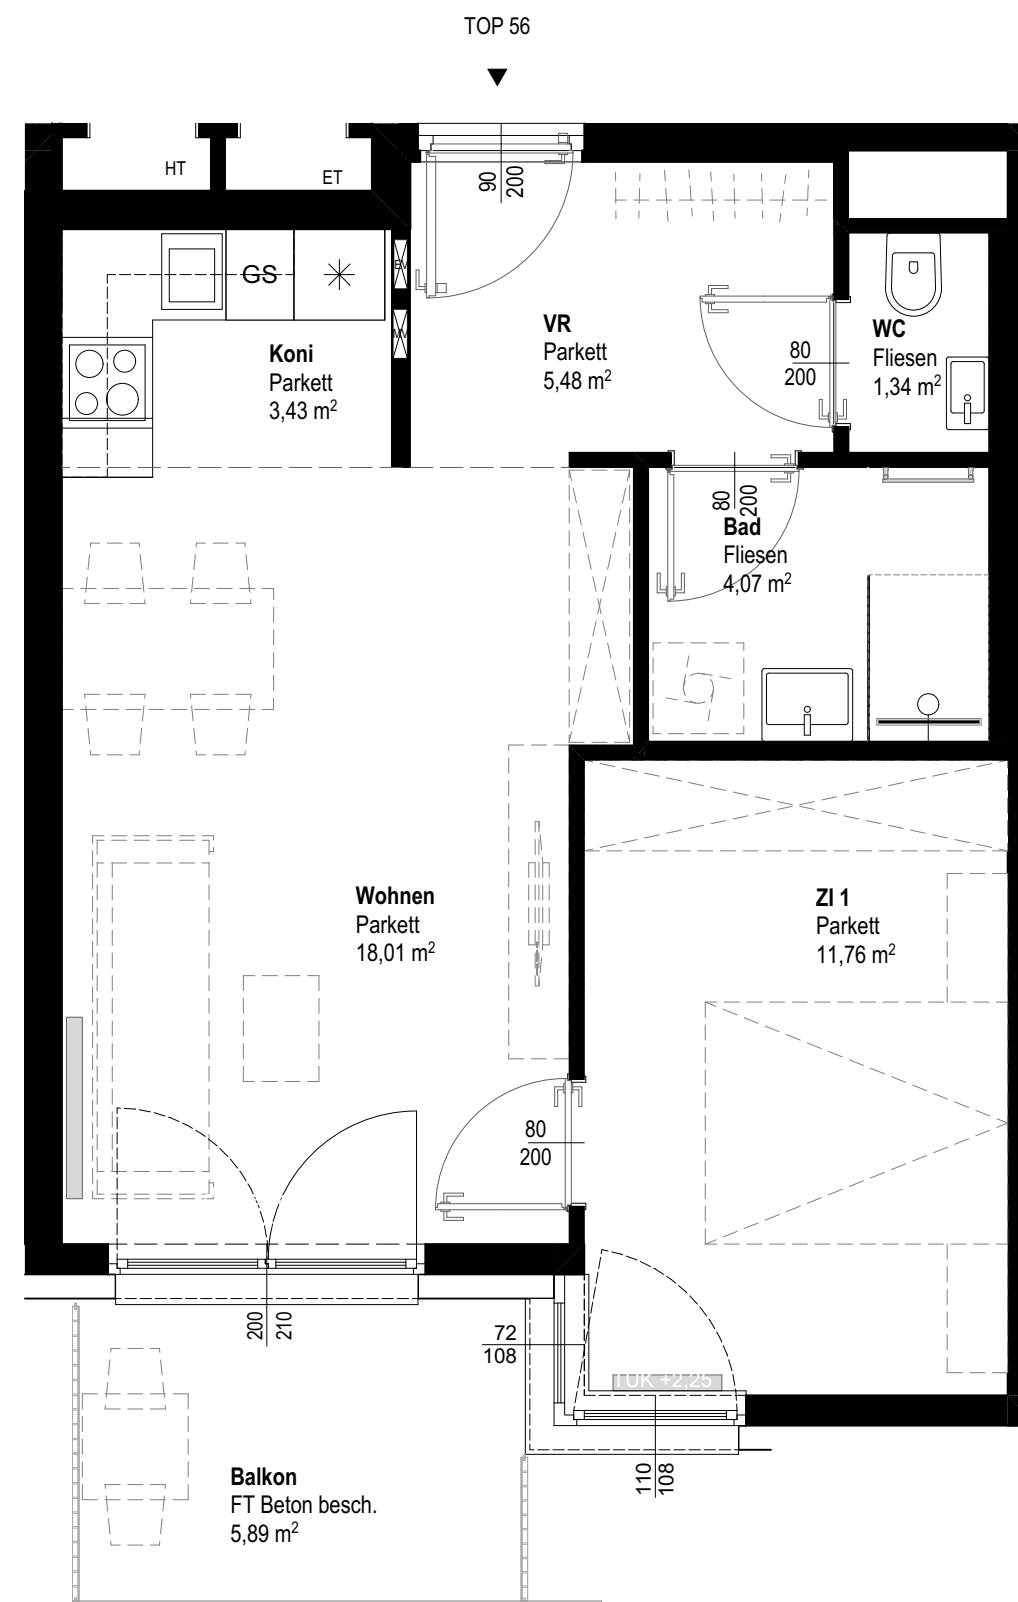 TOP 56
HT
ET
90
200
GS
EV
MV
Koni
Parkett
3,43 m²
VR
Parkett
5,48 m²
80
200
WC
Fliesen
1,34 m²
80
200
Bad
Fliesen
4,07 m²
Wohnen
Parkett
18,01 m²
ZI 1
Parkett
11,76 m²
80
200
200
210
72
108
TUK +2,25
110
108
Balkon
FT Beton besch.
5,89 m²